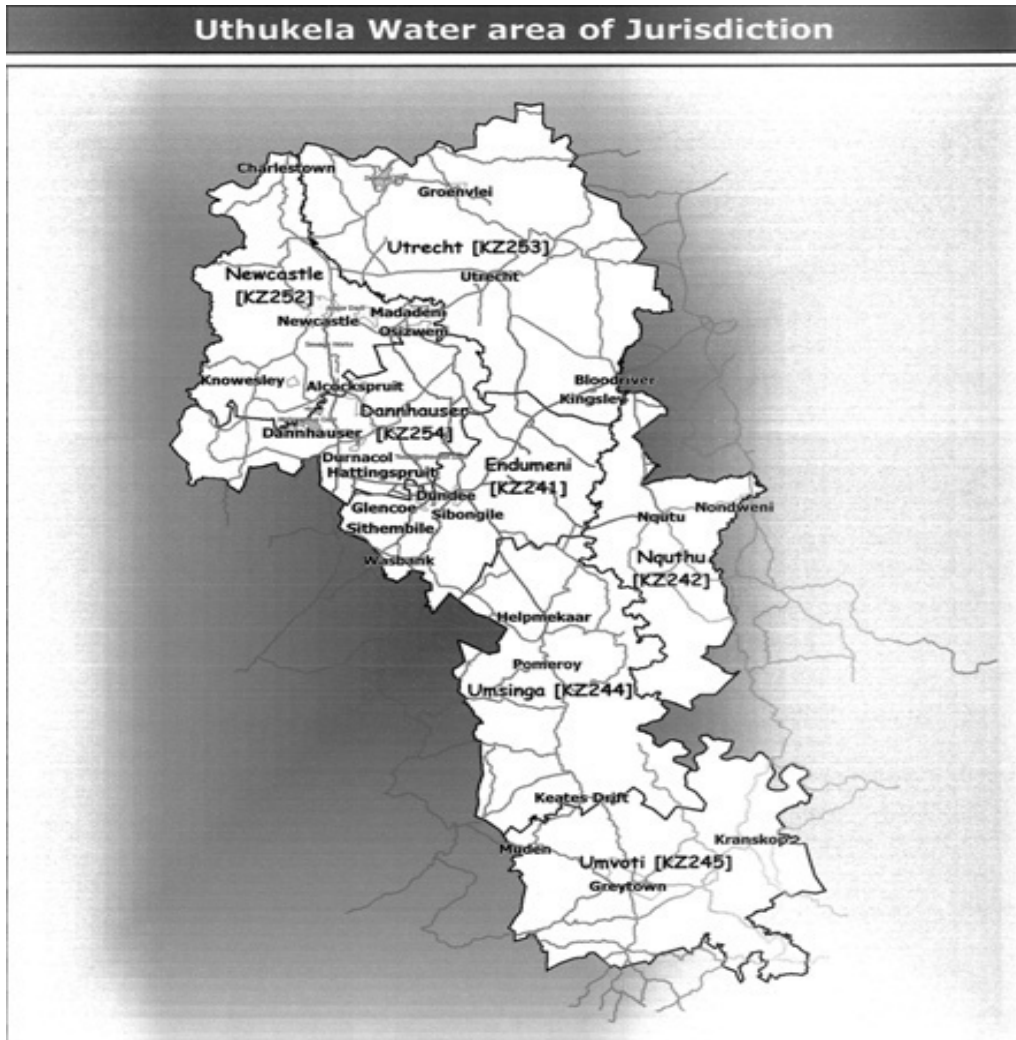 Uthukela Water area of Jurisdiction
Charlestown
Groenvlei
Utrecht [KZ253]
Newcastle
[KZ252]
Utrecht
Madadeni
Newcastle
Osizwem
Knowesley
Alcockspruit
Bloodriver
Kingsley
Dannhauser
[KZ254]
Dannhauser
Durnacol
Hattingspruit
Endumeni
[KZ241]
Dundee
Glencoe
Sibongile
Sithembile
Nqutu
Nondweni
Wasbank
Nquthu
[KZ242]
Helpmekaar
Pomeroy
Umsinga [KZ244]
Keates Drift
Kranskop
Muden
Umvoti [KZ245]
Greytown